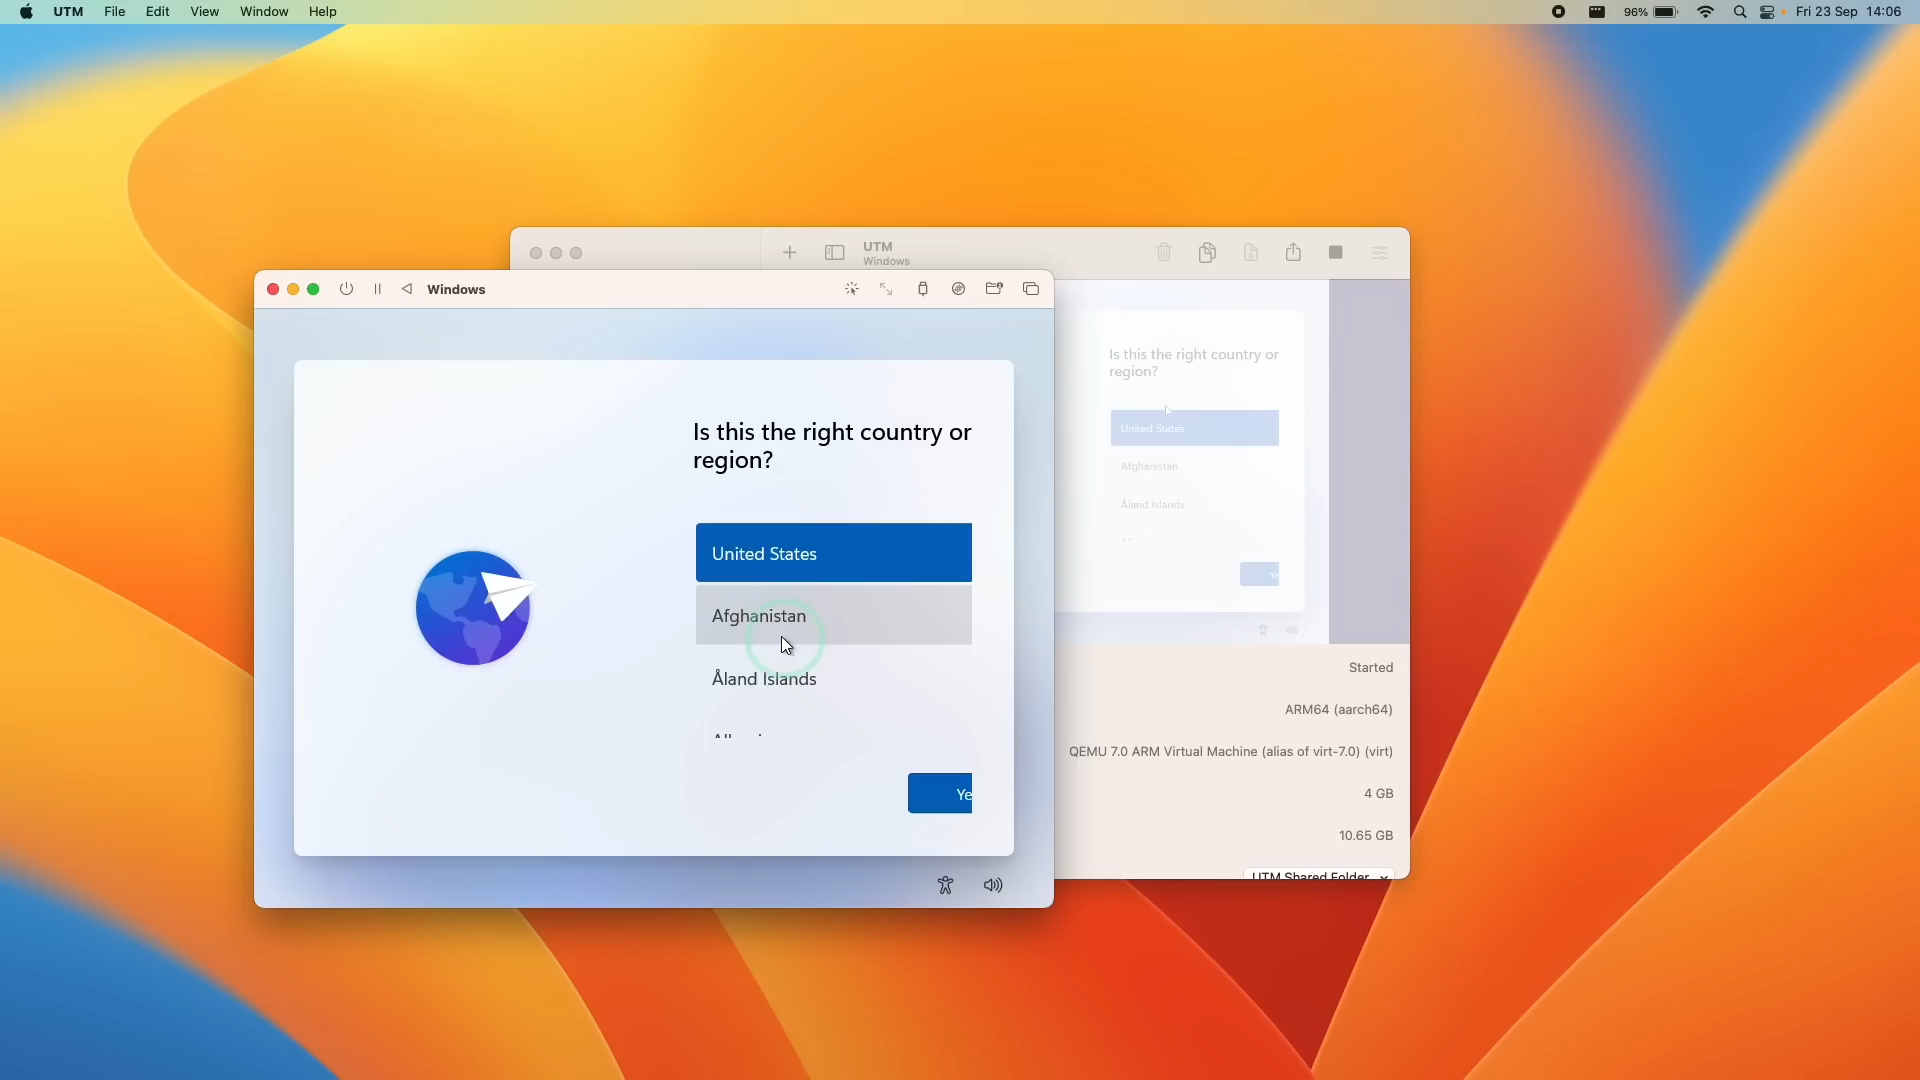 UTM File Edit View Window Help
96% Fri 23 Sep 14:06
UTM
Windows
Windows
Is this the right country or
region?
United States
Afghanistan
Åland Islands
Ye
Is this the right country or
region?
United States
Afghanistan
Åland Islands
Ye
Started
ARM64 (aarch64)
QEMU 7.0 ARM Virtual Machine (alias of virt-7.0) (virt)
4 GB
10.65 GB
UTM Shared Folder